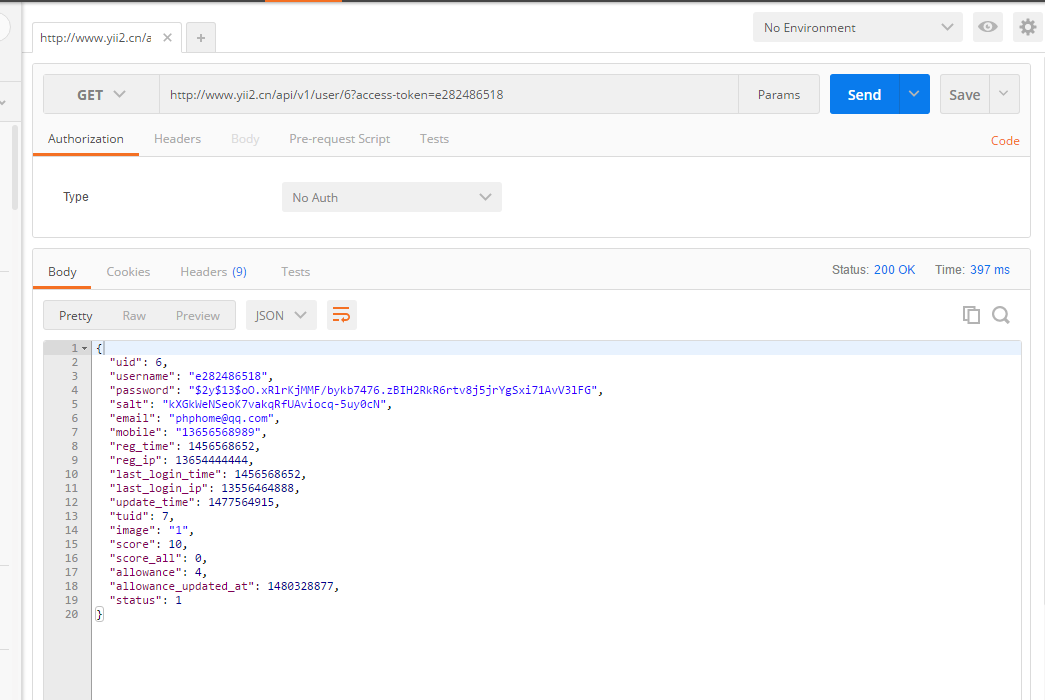 http://www.yii2.cn/a × +
No Environment
GET http://www.yii2.cn/api/v1/user/6?access-token=e282486518 Params Send Save
Authorization Headers Body Pre-request Script Tests Code
Type No Auth
Body Cookies Headers (9) Tests Status: 200 OK Time: 397 ms
Pretty Raw Preview JSON
1 {
2 "uid": 6,
3 "username": "e282486518",
4 "password": "$2y$13$oO.xRlrKjMMF/bykb7476.zBIH2RkR6rtv8j5jrYgSxi71AvV3lFG",
5 "salt": "kXGkWeNSeoK7vakqRfUAviocq-5uy0cN",
6 "email": "phphome@qq.com",
7 "mobile": "13656568989",
8 "reg_time": 1456568652,
9 "reg_ip": 13654444444,
10 "last_login_time": 1456568652,
11 "last_login_ip": 13556464888,
12 "update_time": 1477564915,
13 "tuid": 7,
14 "image": "1",
15 "score": 10,
16 "score_all": 0,
17 "allowance": 4,
18 "allowance_updated_at": 1480328877,
19 "status": 1
20 }